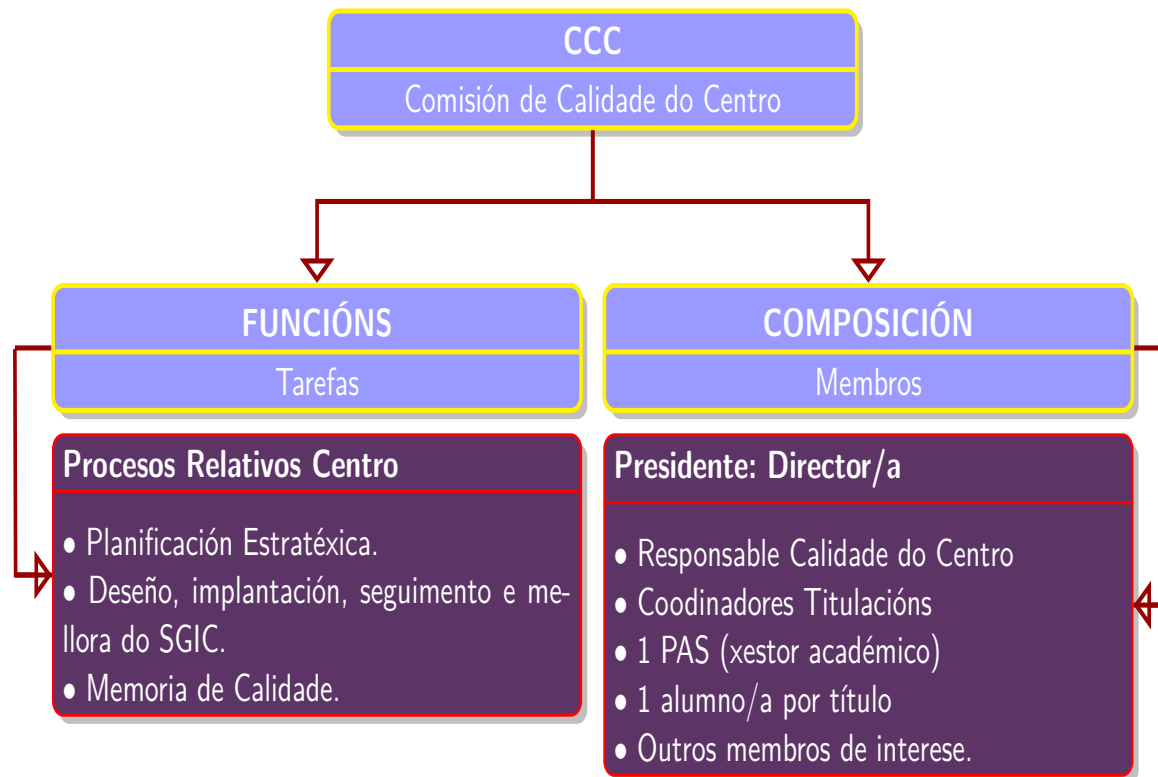 CCC
Comisión de Calidade do Centro
FUNCIÓNS
Tarefas
Procesos Relativos Centro
• Planificación Estratéxica.
• Deseño, implantación, seguimento e me-
llora do SGIC.
• Memoria de Calidade.
COMPOSICIÓN
Membros
Presidente: Director/a
• Responsable Calidade do Centro
• Coodinadores Titulacións
• 1 PAS (xestor académico)
• 1 alumno/a por título
• Outros membros de interese.